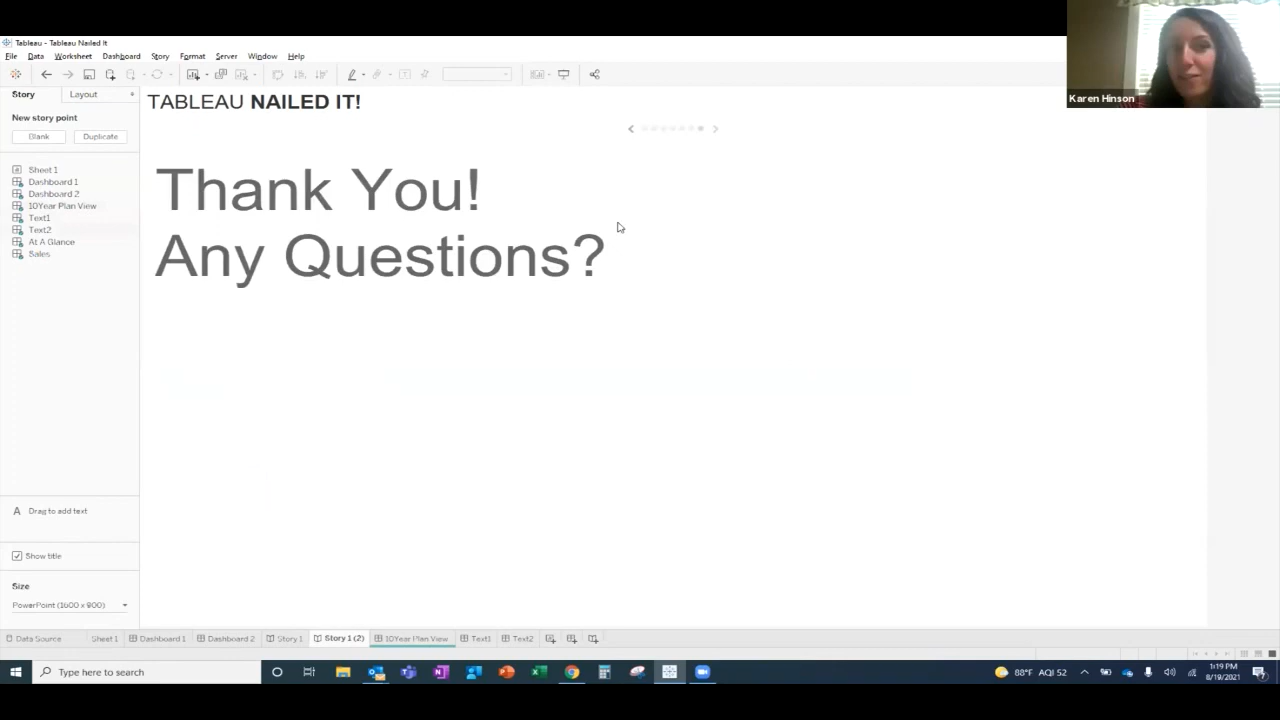 Tableau - Tableau Nailed It
File Data Worksheet Dashboard Story Format Server Window Help
Karen Hinson
Story Layout
TABLEAU NAILED IT!
New story point
Blank Duplicate
Thank You!
Any Questions?
Sheet 1
Dashboard 1
Dashboard 2
10Year Plan View
Text1
Text2
At A Glance
Sales
A Drag to add text
Show title
Size
PowerPoint (1600 x 900)
Data Source Sheet 1 Dashboard 1 Dashboard 2 Story 1 Story 1 (2) 10Year Plan View Text1 Text2
Type here to search
88°F AQI 52
1:19 PM
8/19/2021